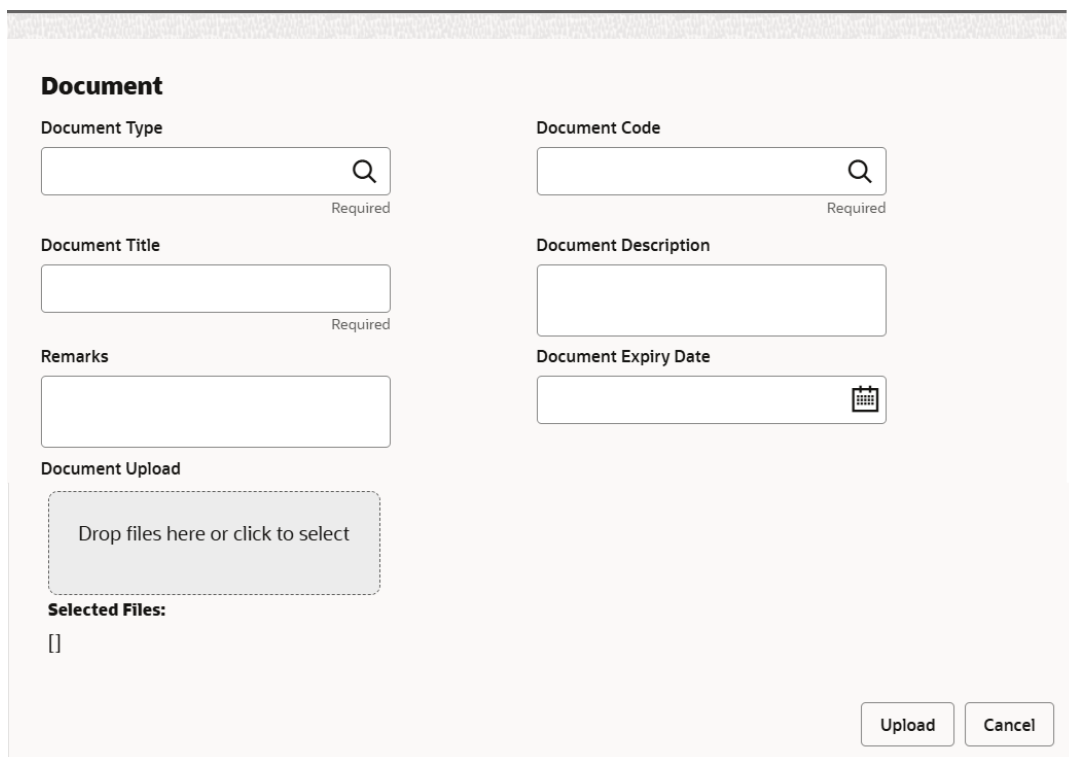 Document
Document Type
Document Code
Required
Required
Document Title
Document Description
Required
Remarks
Document Expiry Date
Document Upload
Drop files here or click to select
Selected Files:
[]
Upload
Cancel